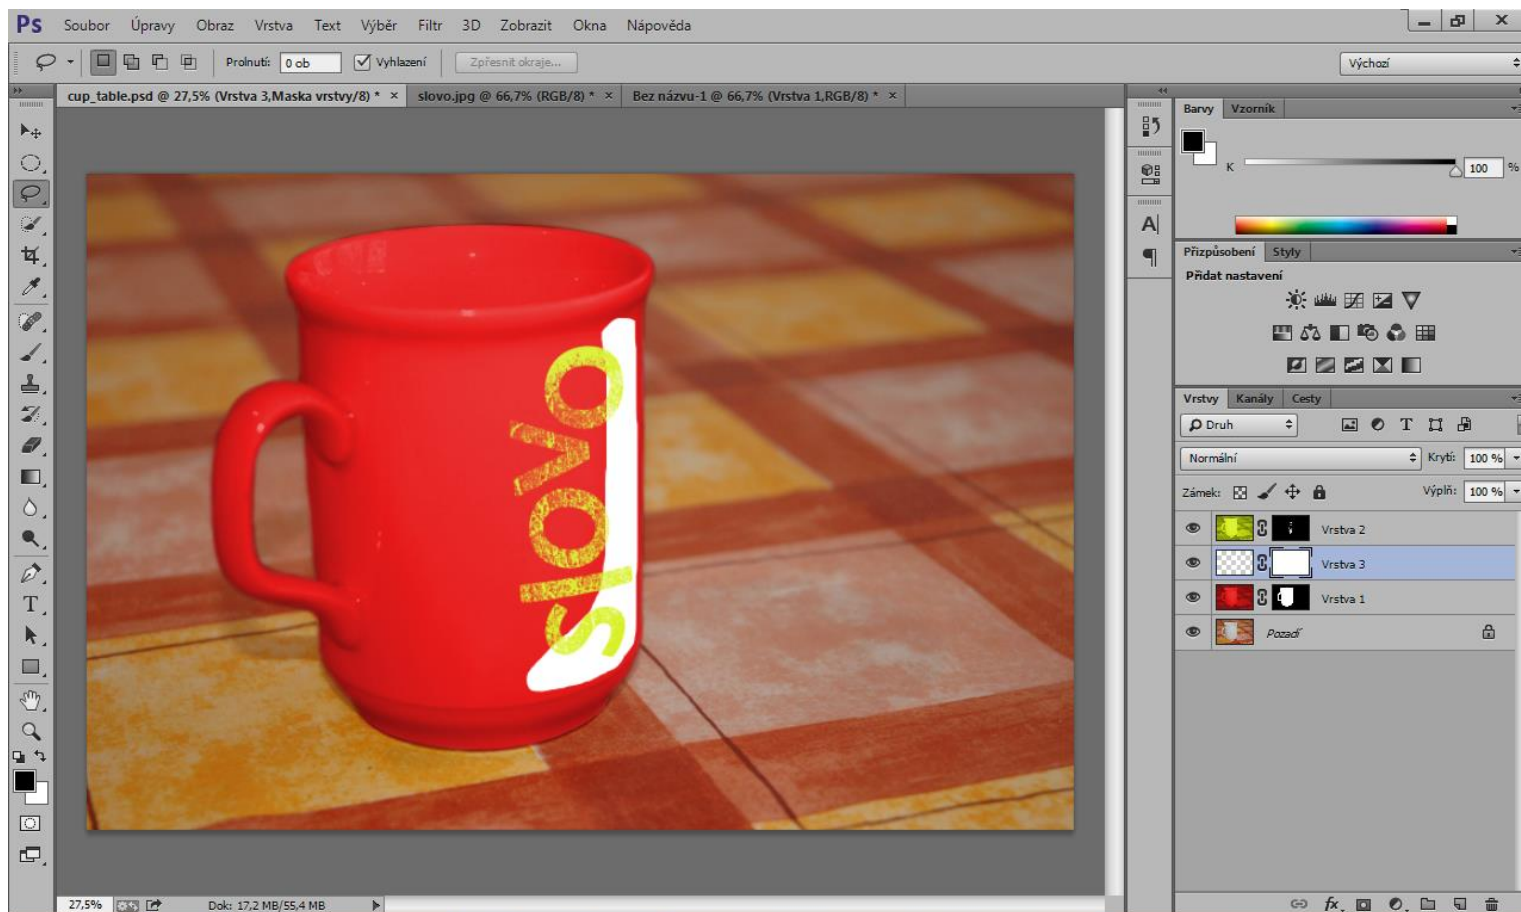 Ps Soubor Úpravy Obraz Vrstva Text Výběr Filtr 3D Zobrazit Okna Nápověda
Prolnutí: 0 ob Vyhlazení Zpřesnit okraje... Výchozí
cup_table.psd @ 27,5% (Vrstva 3,Maska vrstvy/8) * × slovo.jpg @ 66,7% (RGB/8) * × Bez názvu-1 @ 66,7% (Vrstva 1,RGB/8) * ×
Barvy Vzorník
K 100 %
Přizpůsobení Styly
Přidat nastavení
slovo
Vrstvy Kanály Cesty
Druh
Normální Krytí: 100 %
Zámek: Výplň: 100 %
Vrstva 2
Vrstva 3
Vrstva 1
Pozadí
27,5% Dok: 17,2 MB/55,4 MB